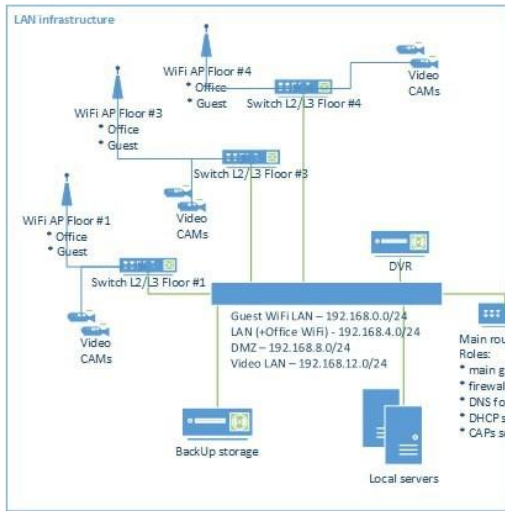 LAN infrastructure
WiFi AP Floor #4
* Office
* Guest
Video
CAMs
Switch L2/L3 Floor #4
WiFi AP Floor #3
* Office
* Guest
Switch L2/L3 Floor #3
Video
CAMs
WiFi AP Floor #1
* Office
* Guest
Switch L2/L3 Floor #1
Video
CAMs
DVR
Guest WiFi LAN – 192.168.0.0/24
LAN (+Office WiFi) - 192.168.4.0/24
DMZ – 192.168.8.0/24
Video LAN – 192.168.12.0/24
Main rou
Roles:
* main g
* firewal
* DNS fo
* DHCP s
* CAPs s
BackUp storage
Local servers